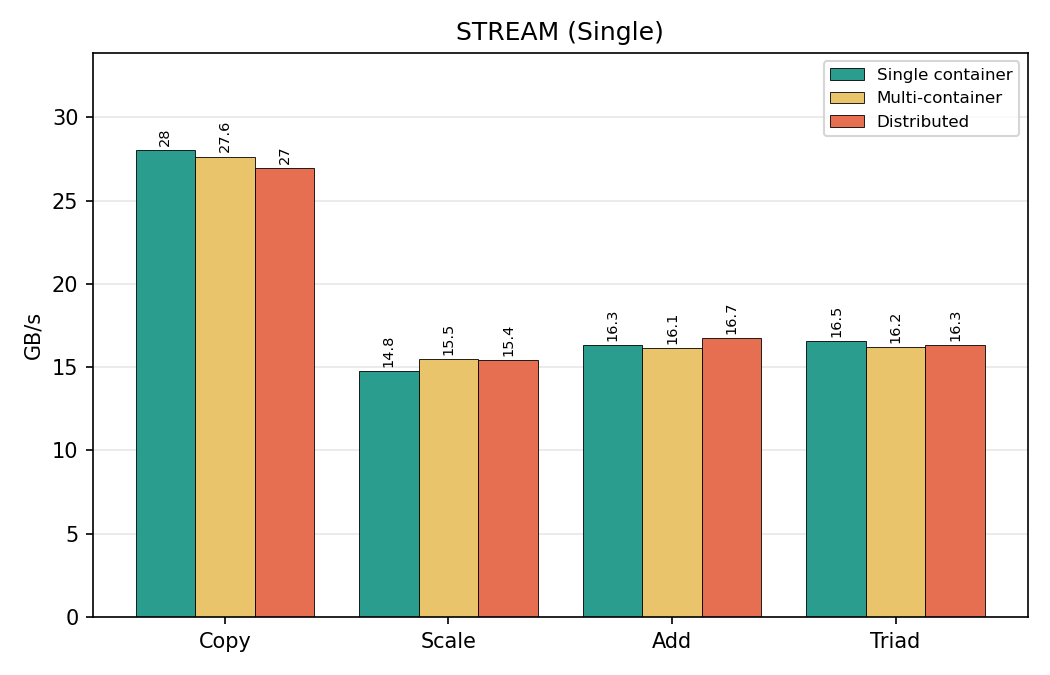 STREAM (Single)
Single container
Multi-container
Distributed
GB/s
30
25
20
15
10
5
0
28
27.6
27
14.8
15.5
15.4
16.3
16.1
16.7
16.5
16.2
16.3
Copy
Scale
Add
Triad